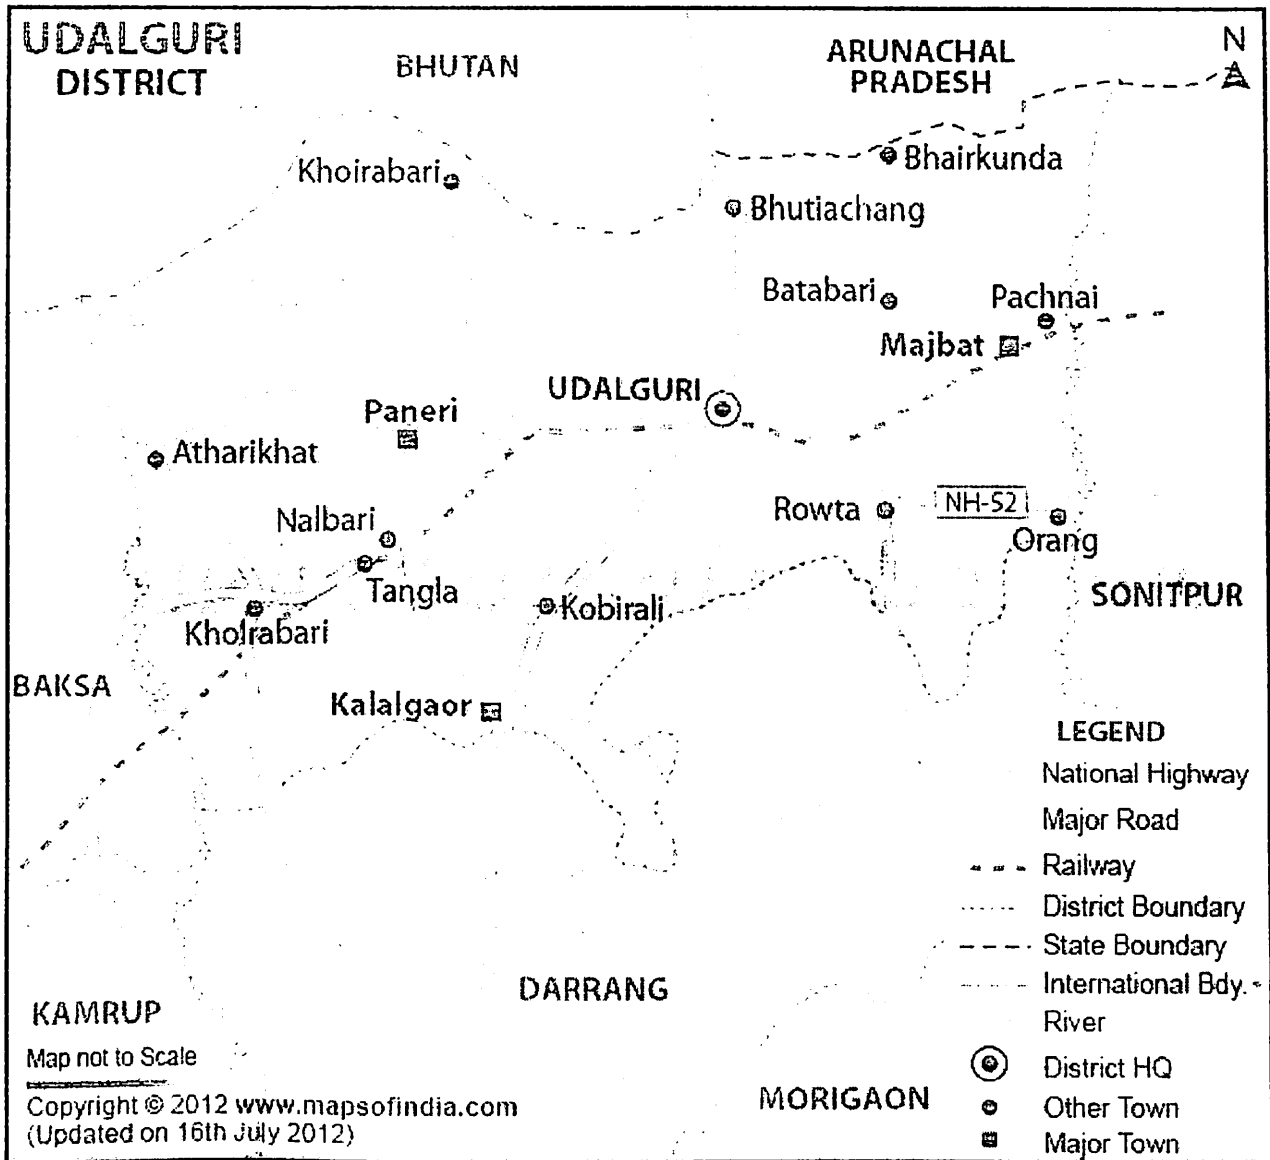 UDALGURI
DISTRICT
BHUTAN
ARUNACHAL
PRADESH
N
Khoirabari
Bhairkunda
Bhutiachang
Batabari
Pachnai
Majbat
UDALGURI
Paneri
Atharikhat
Nalbari
Rowta
NH-52
Orang
Tangla
Khoirabari
Kobirali
SONITPUR
BAKSA
Kalalgaor
LEGEND
National Highway
Major Road
Railway
District Boundary
State Boundary
International Bdy.
River
District HQ
Other Town
Major Town
DARRANG
KAMRUP
MORIGAON
Map not to Scale
Copyright © 2012 www.mapsofindia.com
(Updated on 16th July 2012)